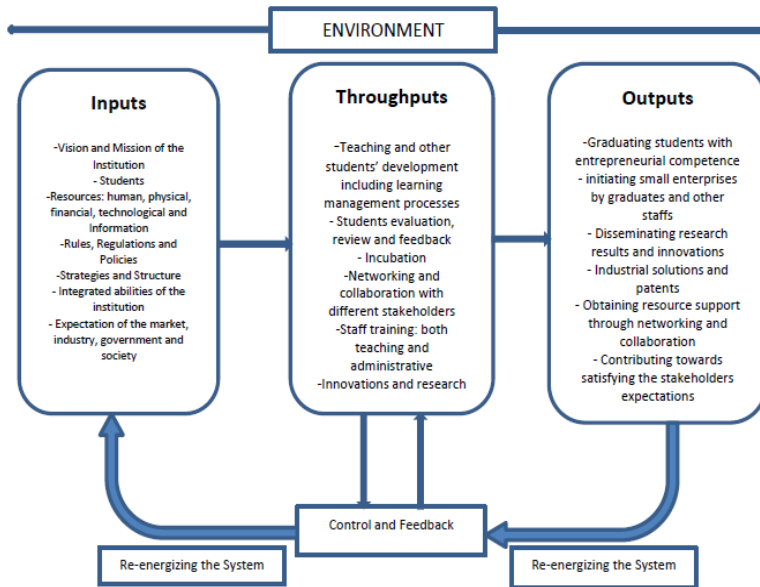 ENVIRONMENT
Inputs
-Vision and Mission of the
Institution
- Students
-Resources: human, physical,
financial, technological and
Information
-Rules, Regulations and
Policies
-Strategies and Structure
- Integrated abilities of the
institution
- Expectation of the market,
industry, government and
society
Throughputs
-Teaching and other
students' development
including learning
management processes
- Students evaluation,
review and feedback
- Incubation
-Networking and
collaboration with
different stakeholders
-Staff training: both
teaching and
administrative
-Innovations and research
Outputs
-Graduating students with
entrepreneurial competence
- initiating small enterprises
by graduates and other
staffs
- Disseminating research
results and innovations
- Industrial solutions and
patents
- Obtaining resource support
through networking and
collaboration
- Contributing towards
satisfying the stakeholders
expectations
Control and Feedback
Re-energizing the System
Re-energizing the System